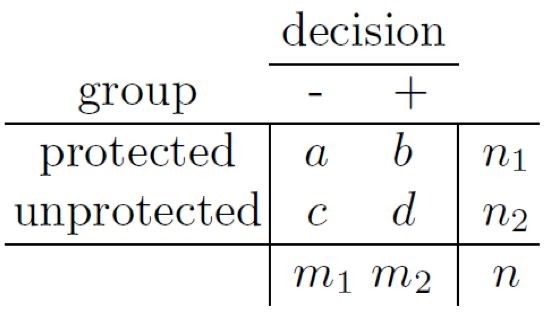 decision
group - +
protected a b n₁
unprotected c d n₂
m₁ m₂ n